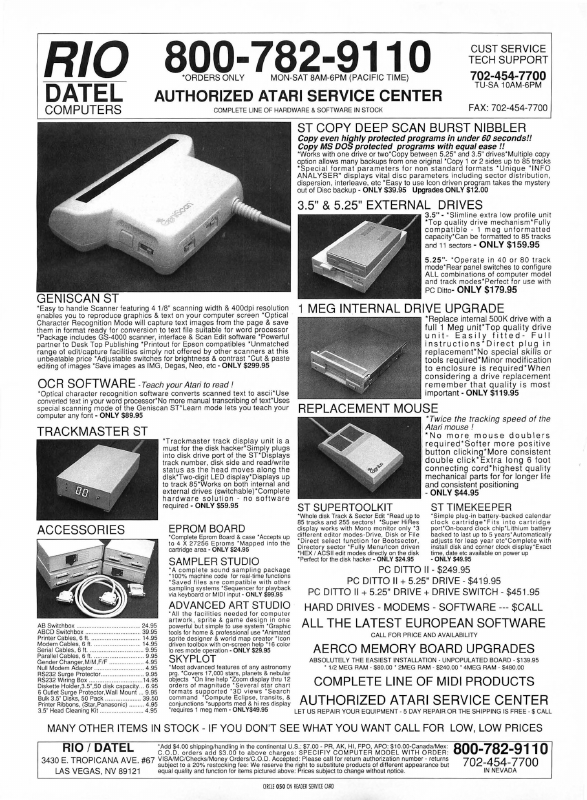 RIO
DATEL
COMPUTERS
800-782-9110
*ORDERS ONLY MON-SAT 8AM-6PM (PACIFIC TIME)
AUTHORIZED ATARI SERVICE CENTER
COMPLETE LINE OF HARDWARE & SOFTWARE IN STOCK
CUST SERVICE
TECH SUPPORT
702-454-7700
TU-SA 10AM-6PM
FAX: 702-454-7700
GENISCAN ST
*Easy to handle Scanner featuring 4 1/8" scanning width & 400dpi resolution
enables you to reproduce graphics & text on your computer screen *Optical
Character Recognition Mode will capture text images from the page & save
them in format ready for conversion to text file suitable for word processor
*Package includes GS-4000 scanner, interface & Scan Edit software *Powerful
partner to Desk Top Publishing *Printout for Epson compatibles *Unmatched
range of edit/capture facilities simply not offered by other scanners at this
unbeatable price *Adjustable switches for brightness & contrast *Cut & paste
editing of images *Save images as IMG, Degas, Neo, etc - ONLY $299.95
OCR SOFTWARE -Teach your Atari to read !
*Optical character recognition software converts scanned text to ascii*Use
converted text in your word processor*No more manual transcribing of text*Uses
special scanning mode of the Geniscan ST*Learn mode lets you teach your
computer any font - ONLY $89.95
TRACKMASTER ST
*Trackmaster track display unit is a
must for the disk hacker*Simply plugs
into disk drive port of the ST*Displays
track number, disk side and read/write
status as the head moves along the
disk*Two-digit LED display*Displays up
to track 85*Works on both internal and
external drives (switchable)*Complete
hardware solution - no software
required - ONLY $59.95
ACCESSORIES
AB Switchbox 24.95
ABCD Switchbox 39.95
Printer Cables, 6 ft. 14.95
Modem Cables, 6 ft. 14.95
Serial Cables, 6 ft. 9.95
Parallel Cables, 6 ft. 9.95
Gender Changer,M/M,F/F 4.95
Null Modem Adaptor 4.95
RS232 Surge Protector 9.95
RS232 Wiring Box 14.95
Diskette Holder,3.5",50 disk capacity 6.95
6 Outlet Surge Protector,Wall Mount 9.95
Bulk 3.5" Disks, 50 Pack 39.50
Printer Ribbons, (Star,Panasonic) 4.95
3.5" Head Cleaning Kit 4.95
EPROM BOARD
*Complete Eprom Board & case *Accepts up
to 4 X 27256 Eproms *Mapped into the
cartridge area - ONLY $24.95
SAMPLER STUDIO
*A complete sound sampling package
*100% machine code for real-time functions
*Saved files are compatible with other
sampling systems *Sequencer for playback
via keyboard or MIDI input - ONLY $99.95
ADVANCED ART STUDIO
*All the facilities needed for computer
artwork, sprite & game design in one
powerful but simple to use system *Graphic
tools for home & professional use *Animated
sprite designer & world map creator *Icon
driven toolbox with on-screen help *16 color
lo res mode operation - ONLY $29.95
SKYPLOT
*Most advanced features of any astronomy
prg. *Covers 17,000 stars, planets & nebular
objects *On line help *Zoom display thru 12
orders of magnitude *Several star chart
formats supported *3D views *Search
command *Compute Eclipse, transits, &
conjunctions *supports med & hi res display
*requires 1 meg mem - ONLY$49.95
ST COPY DEEP SCAN BURST NIBBLER
Copy even highly protected programs in under 60 seconds!!
Copy MS DOS protected programs with equal ease !!
*Works with one drive or two*Copy between 5.25" and 3.5" drives*Multiple copy
option allows many backups from one original *Copy 1 or 2 sides up to 85 tracks
*Special format parameters for non standard formats *Unique "INFO
ANALYSER" displays vital disc parameters including sector distribution,
dispersion, interleave, etc *Easy to use Icon driven program takes the mystery
out of Disc backup - ONLY $39.95 Upgrades ONLY $12.00
3.5" & 5.25" EXTERNAL DRIVES
3.5" - *Slimline extra low profile unit
*Top quality drive mechanism*Fully
compatible - 1 meg unformatted
capacity*Can be formatted to 85 tracks
and 11 sectors - ONLY $159.95
5.25"- *Operate in 40 or 80 track
mode*Rear panel switches to configure
ALL combinations of computer model
and track modes*Perfect for use with
PC Ditto- ONLY $179.95
1 MEG INTERNAL DRIVE UPGRADE
*Replace internal 500K drive with a
full 1 Meg unit*Top quality drive
unit- Easily fitted- Full
instructions*Direct plug in
replacement*No special skills or
tools required*Minor modification
to enclosure is required*When
considering a drive replacement
remember that quality is most
important - ONLY $119.95
REPLACEMENT MOUSE
*Twice the tracking speed of the
Atari mouse !
*No more mouse doublers
required*Softer more positive
button clicking*More consistent
double click*Extra long 6 foot
connecting cord*highest quality
mechanical parts for for longer life
and consistent positioning
- ONLY $44.95
ST SUPERTOOLKIT
*Whole disk Track & Sector Edit *Read up to
85 tracks and 255 sectors! *Super HiRes
display works with Mono monitor only *3
different editor modes-Drive, Disk or File
*Direct select function for Bootsector,
Directory sector *Fully Menu/Icon driven
*HEX / ASCII edit modes directly on the disk
*Perfect for the disk hacker - ONLY $24.95
ST TIMEKEEPER
*Simple plug-in battery-backed calendar
clock cartridge*Fits into cartridge
port*On-board clock chip*Lithium battery
backed to last up to 5 years*Automatically
adjusts for leap year etc*Complete with
install disk and corner clock display*Exact
time, date etc available on power up
- ONLY $49.95
PC DITTO II - $249.95
PC DITTO II + 5.25" DRIVE - $419.95
PC DITTO II + 5.25" DRIVE + DRIVE SWITCH - $451.95
HARD DRIVES - MODEMS - SOFTWARE --- $CALL
ALL THE LATEST EUROPEAN SOFTWARE
CALL FOR PRICE AND AVAILABILITY
AERCO MEMORY BOARD UPGRADES
ABSOLUTELY THE EASIEST INSTALLATION - UNPOPULATED BOARD - $139.95
* 1/2 MEG RAM - $90.00 * 2MEG RAM - $240.00 * 4MEG RAM - $400.00
COMPLETE LINE OF MIDI PRODUCTS
AUTHORIZED ATARI SERVICE CENTER
LET US REPAIR YOUR EQUIPMENT - 5 DAY REPAIR OR THE SHIPPING IS FREE - $ CALL
MANY OTHER ITEMS IN STOCK - IF YOU DON'T SEE WHAT YOU WANT CALL FOR LOW, LOW PRICES
RIO / DATEL
3430 E. TROPICANA AVE. #67
LAS VEGAS, NV 89121
*Add $4.00 shipping/handling in the continental U.S., $7.00 - PR, AK, HI, FPO, APO; $10.00-Canada/Mex;
C.O.D. orders add $3.00 to above charges: SPECIFY COMPUTER MODEL WITH ORDER:
VISA/MC/Checks/Money Orders/C.O.D. Accepted: Please call for return authorization number - returns
subject to a 20% restocking fee: We reserve the right to substitute products of different appearance but
equal quality and function for items pictured above: Prices subject to change without notice.
800-782-9110
702-454-7700
IN NEVADA
CIRCLE 050 ON READER SERVICE CARD